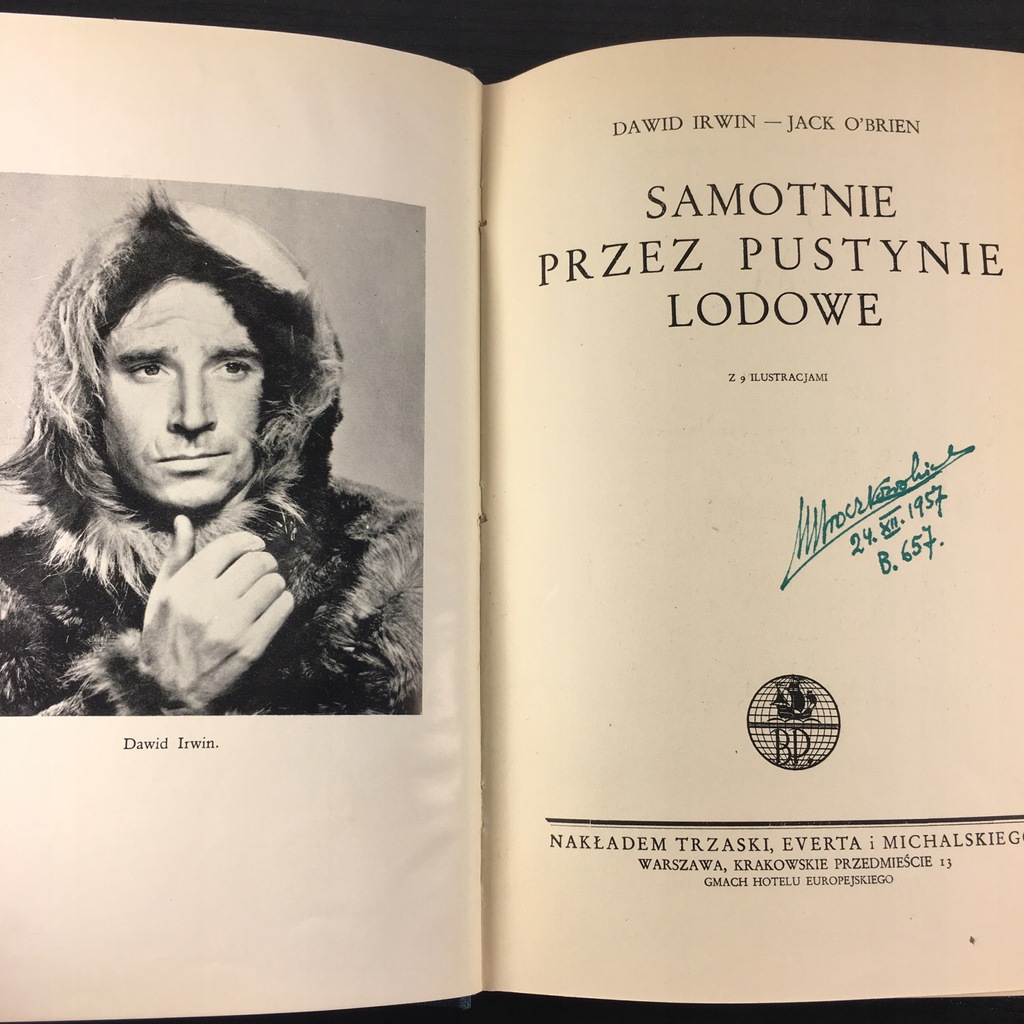 Dawid Irwin.
DAWID IRWIN — JACK O'BRIEN
SAMOTNIE
PRZEZ PUSTYNIE
LODOWE
Z 9 ILUSTRACJAMI
24. XII. 1957
B. 657.
BD
NAKŁADEM TRZASKI, EVERTA i MICHALSKIEGO
WARSZAWA, KRAKOWSKIE PRZEDMIEŚCIE 13
GMACH HOTELU EUROPEJSKIEGO